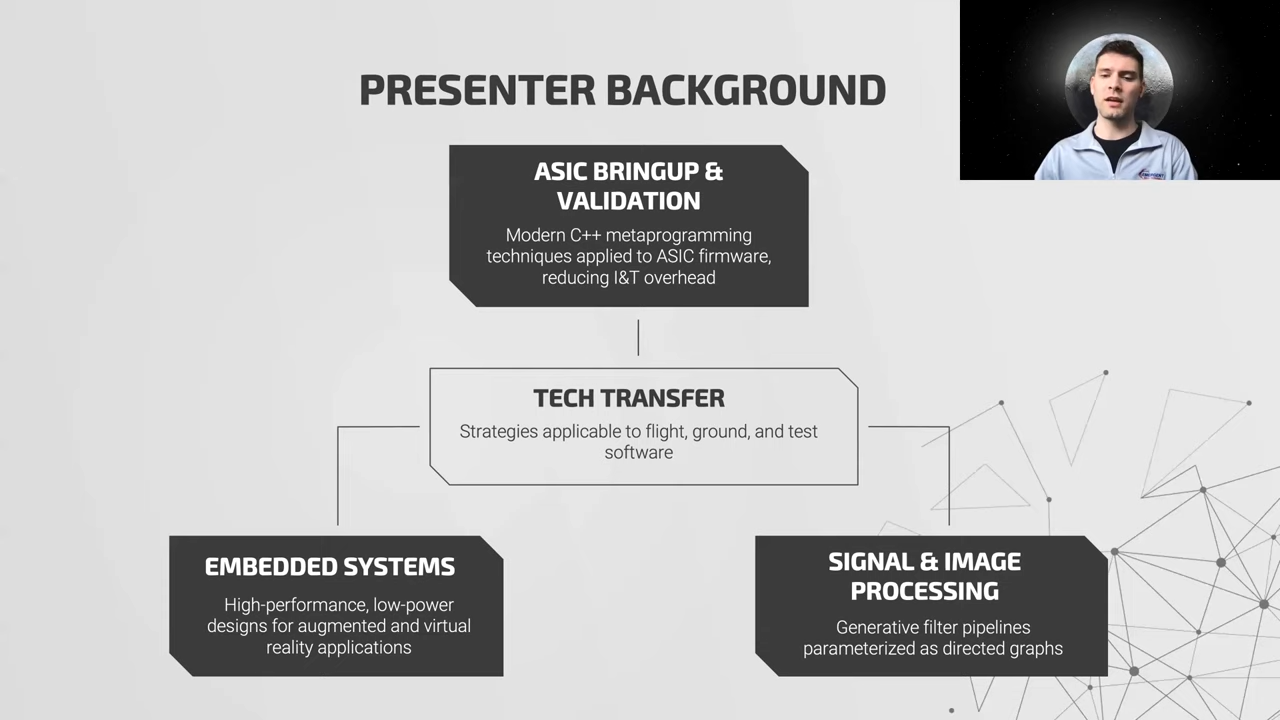 PRESENTER BACKGROUND
ASIC BRINGUP &
VALIDATION
Modern C++ metaprogramming
techniques applied to ASIC firmware,
reducing I&T overhead
TECH TRANSFER
Strategies applicable to flight, ground, and test
software
EMBEDDED SYSTEMS
High-performance, low-power
designs for augmented and virtual
reality applications
SIGNAL & IMAGE
PROCESSING
Generative filter pipelines
parameterized as directed graphs